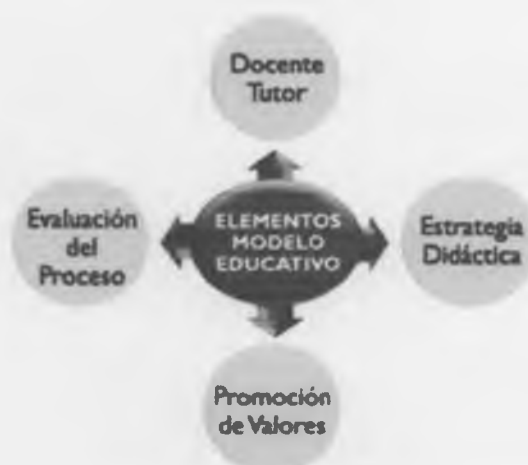 Docente
Tutor
Evaluación
del
Proceso
ELEMENTOS
MODELO
EDUCATIVO
Estrategia
Didáctica
Promoción
de Valores